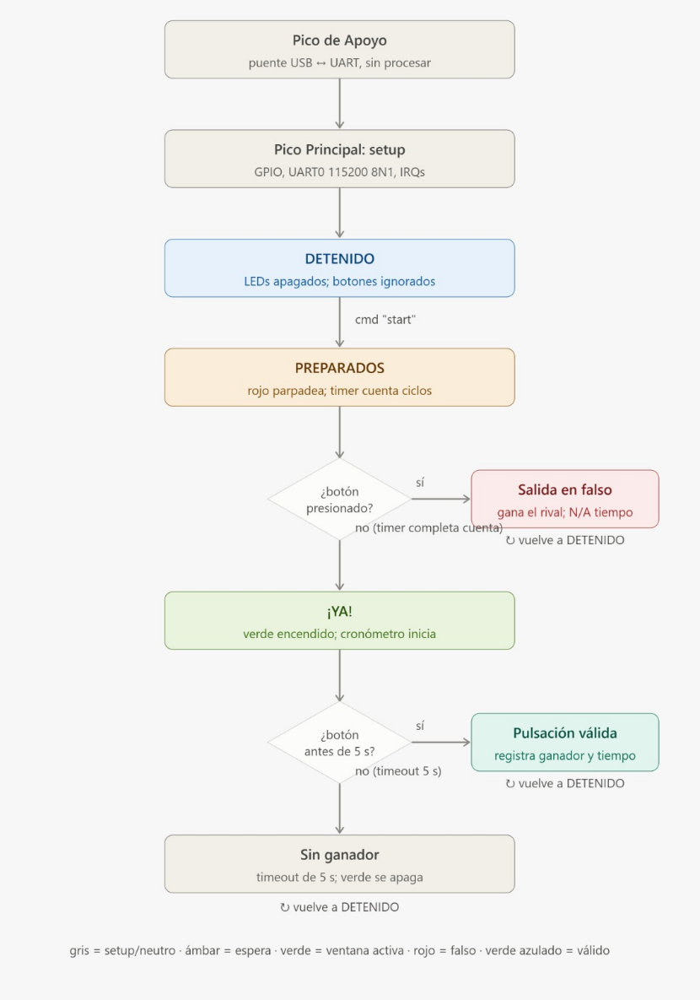 Pico de Apoyo
puente USB ↔ UART, sin procesar
Pico Principal: setup
GPIO, UART0 115200 8N1, IRQs
DETENIDO
LEDs apagados; botones ignorados
cmd "start"
PREPARADOS
rojo parpadea; timer cuenta ciclos
¿botón
presionado?
sí
Salida en falso
gana el rival; N/A tiempo
no (timer completa cuenta)
↻ vuelve a DETENIDO
¡YA!
verde encendido; cronómetro inicia
¿botón
antes de 5 s?
sí
Pulsación válida
registra ganador y tiempo
no (timeout 5 s)
↻ vuelve a DETENIDO
Sin ganador
timeout de 5 s; verde se apaga
↻ vuelve a DETENIDO
gris = setup/neutro · ámbar = espera · verde = ventana activa · rojo = falso · verde azulado = válido